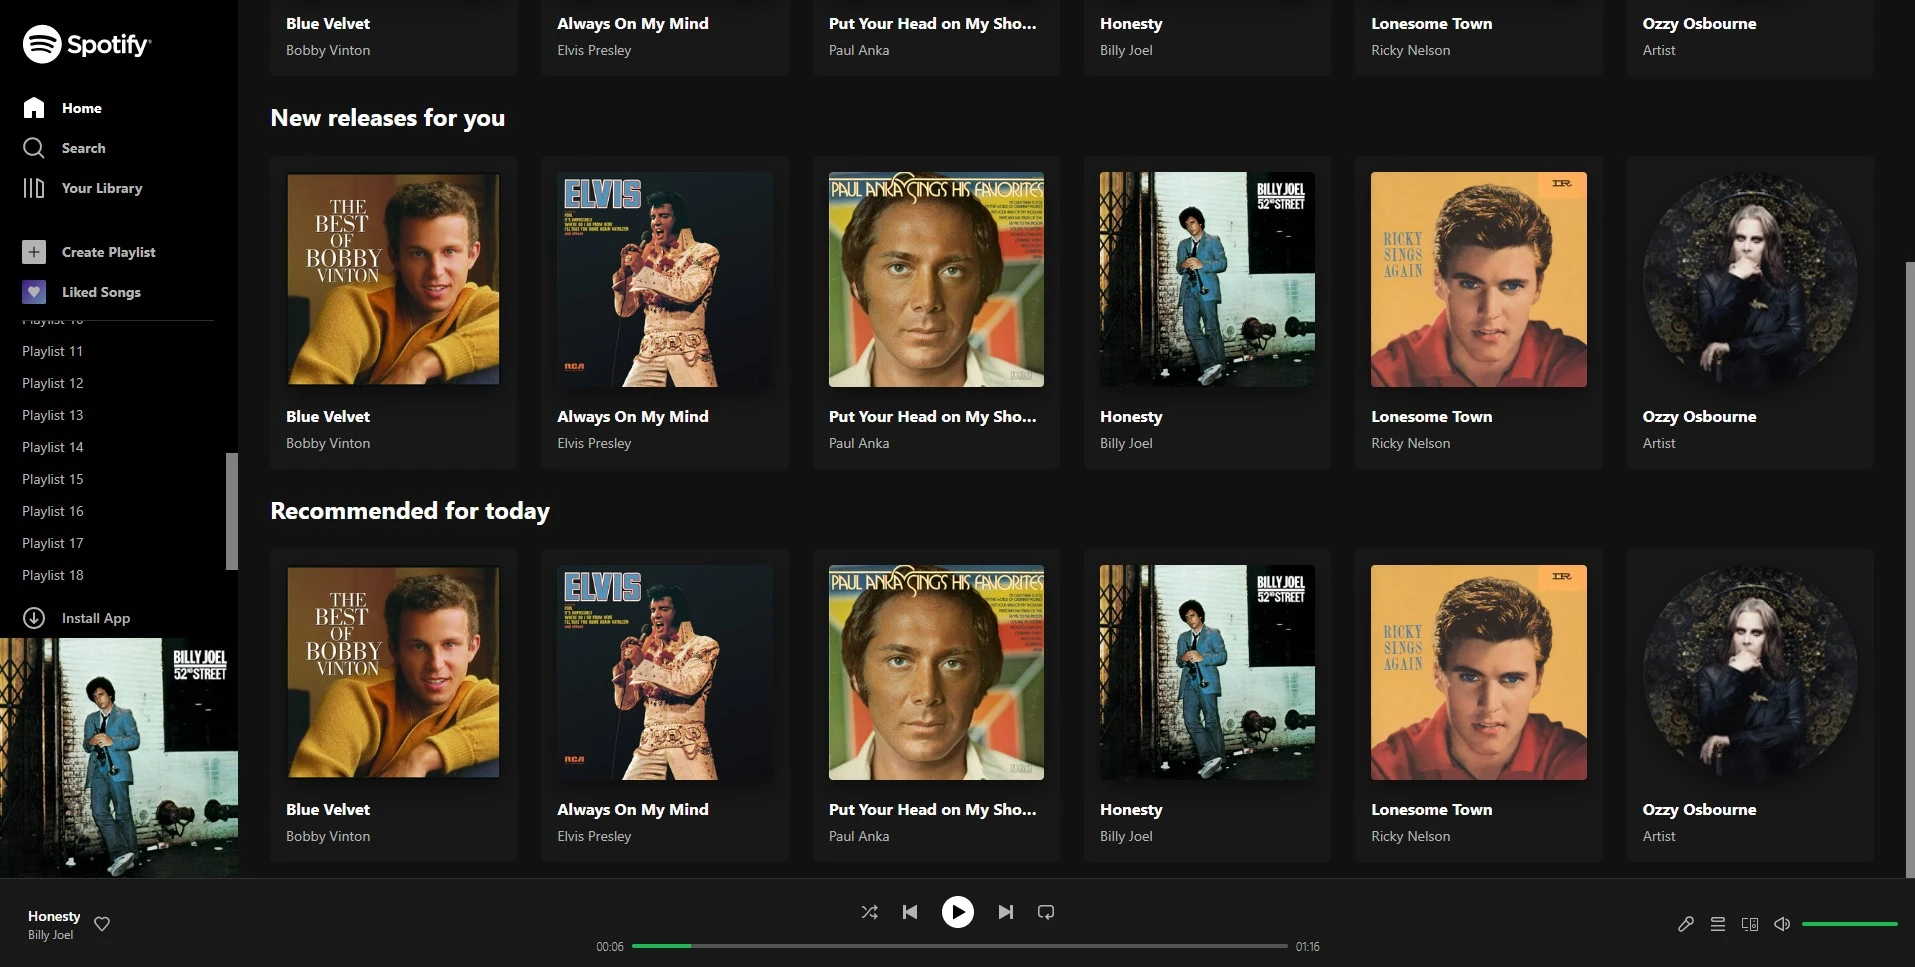 Spotify
Home
Search
Your Library
Create Playlist
Liked Songs
Playlist 11
Playlist 12
Playlist 13
Playlist 14
Playlist 15
Playlist 16
Playlist 17
Playlist 18
Install App
BILLY JOEL
52ND STREET
Blue Velvet
Bobby Vinton
Always On My Mind
Elvis Presley
Put Your Head on My Sho...
Paul Anka
Honesty
Billy Joel
Lonesome Town
Ricky Nelson
Ozzy Osbourne
Artist
New releases for you
THE
BEST
OF
BOBBY
VINTON
ELVIS
RCA
PAUL ANKA SINGS HIS FAVORITES
BILLY JOEL
52ND STREET
RICKY
SINGS
AGAIN
Blue Velvet
Bobby Vinton
Always On My Mind
Elvis Presley
Put Your Head on My Sho...
Paul Anka
Honesty
Billy Joel
Lonesome Town
Ricky Nelson
Ozzy Osbourne
Artist
Recommended for today
THE
BEST
OF
BOBBY
VINTON
ELVIS
RCA
PAUL ANKA SINGS HIS FAVORITES
BILLY JOEL
52ND STREET
RICKY
SINGS
AGAIN
Blue Velvet
Bobby Vinton
Always On My Mind
Elvis Presley
Put Your Head on My Sho...
Paul Anka
Honesty
Billy Joel
Lonesome Town
Ricky Nelson
Ozzy Osbourne
Artist
Honesty
Billy Joel
00:06
01:16